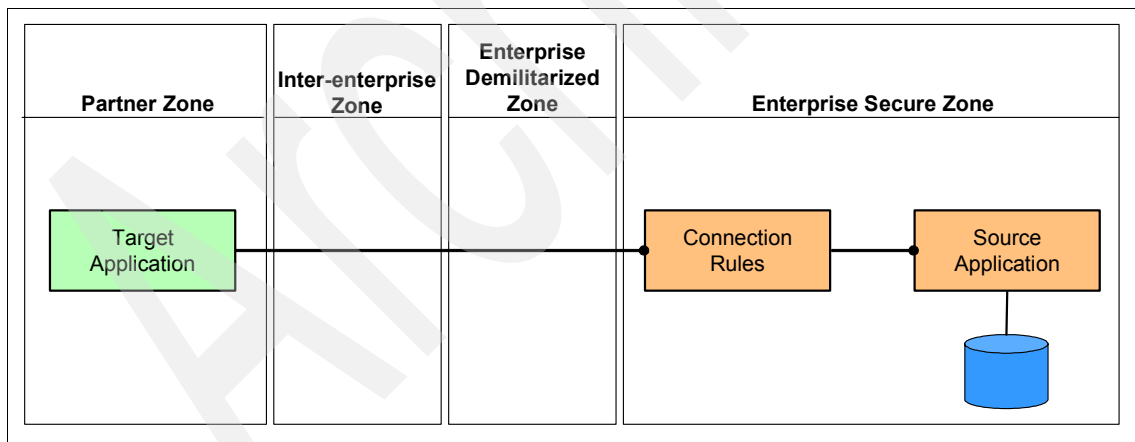 Partner Zone
Inter-enterprise
Zone
Enterprise
Demilitarized
Zone
Enterprise Secure Zone
Target
Application
Connection
Rules
Source
Application